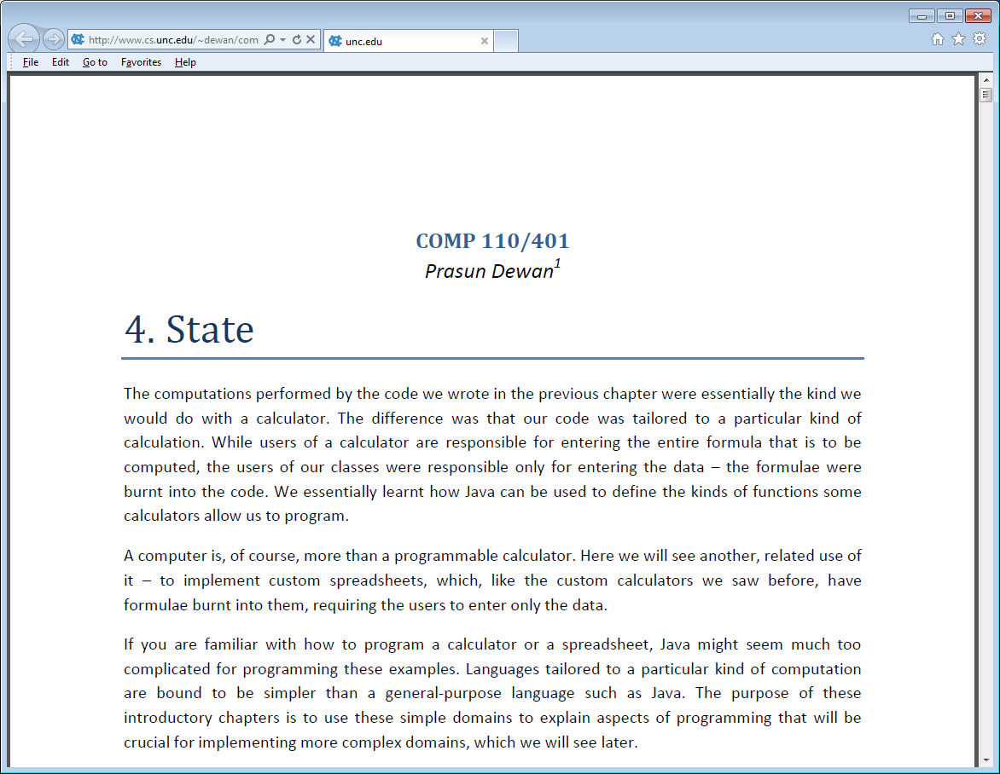 http://www.cs.unc.edu/~dewan/com
unc.edu
File Edit Go to Favorites Help
COMP 110/401
Prasun Dewan1
4. State
The computations performed by the code we wrote in the previous chapter were essentially the kind we
would do with a calculator. The difference was that our code was tailored to a particular kind of
calculation. While users of a calculator are responsible for entering the entire formula that is to be
computed, the users of our classes were responsible only for entering the data – the formulae were
burnt into the code. We essentially learnt how Java can be used to define the kinds of functions some
calculators allow us to program.
A computer is, of course, more than a programmable calculator. Here we will see another, related use of
it – to implement custom spreadsheets, which, like the custom calculators we saw before, have
formulae burnt into them, requiring the users to enter only the data.
If you are familiar with how to program a calculator or a spreadsheet, Java might seem much too
complicated for programming these examples. Languages tailored to a particular kind of computation
are bound to be simpler than a general-purpose language such as Java. The purpose of these
introductory chapters is to use these simple domains to explain aspects of programming that will be
crucial for implementing more complex domains, which we will see later.